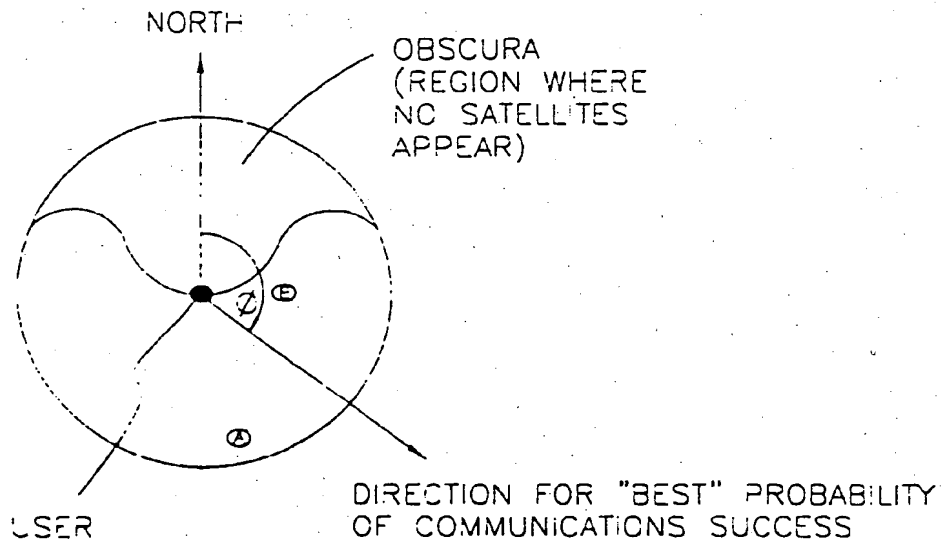 NORTH
OBSCURA
(REGION WHERE
NO SATELLITES
APPEAR)
E
A
USER
DIRECTION FOR "BEST" PROBABILITY
OF COMMUNICATIONS SUCCESS